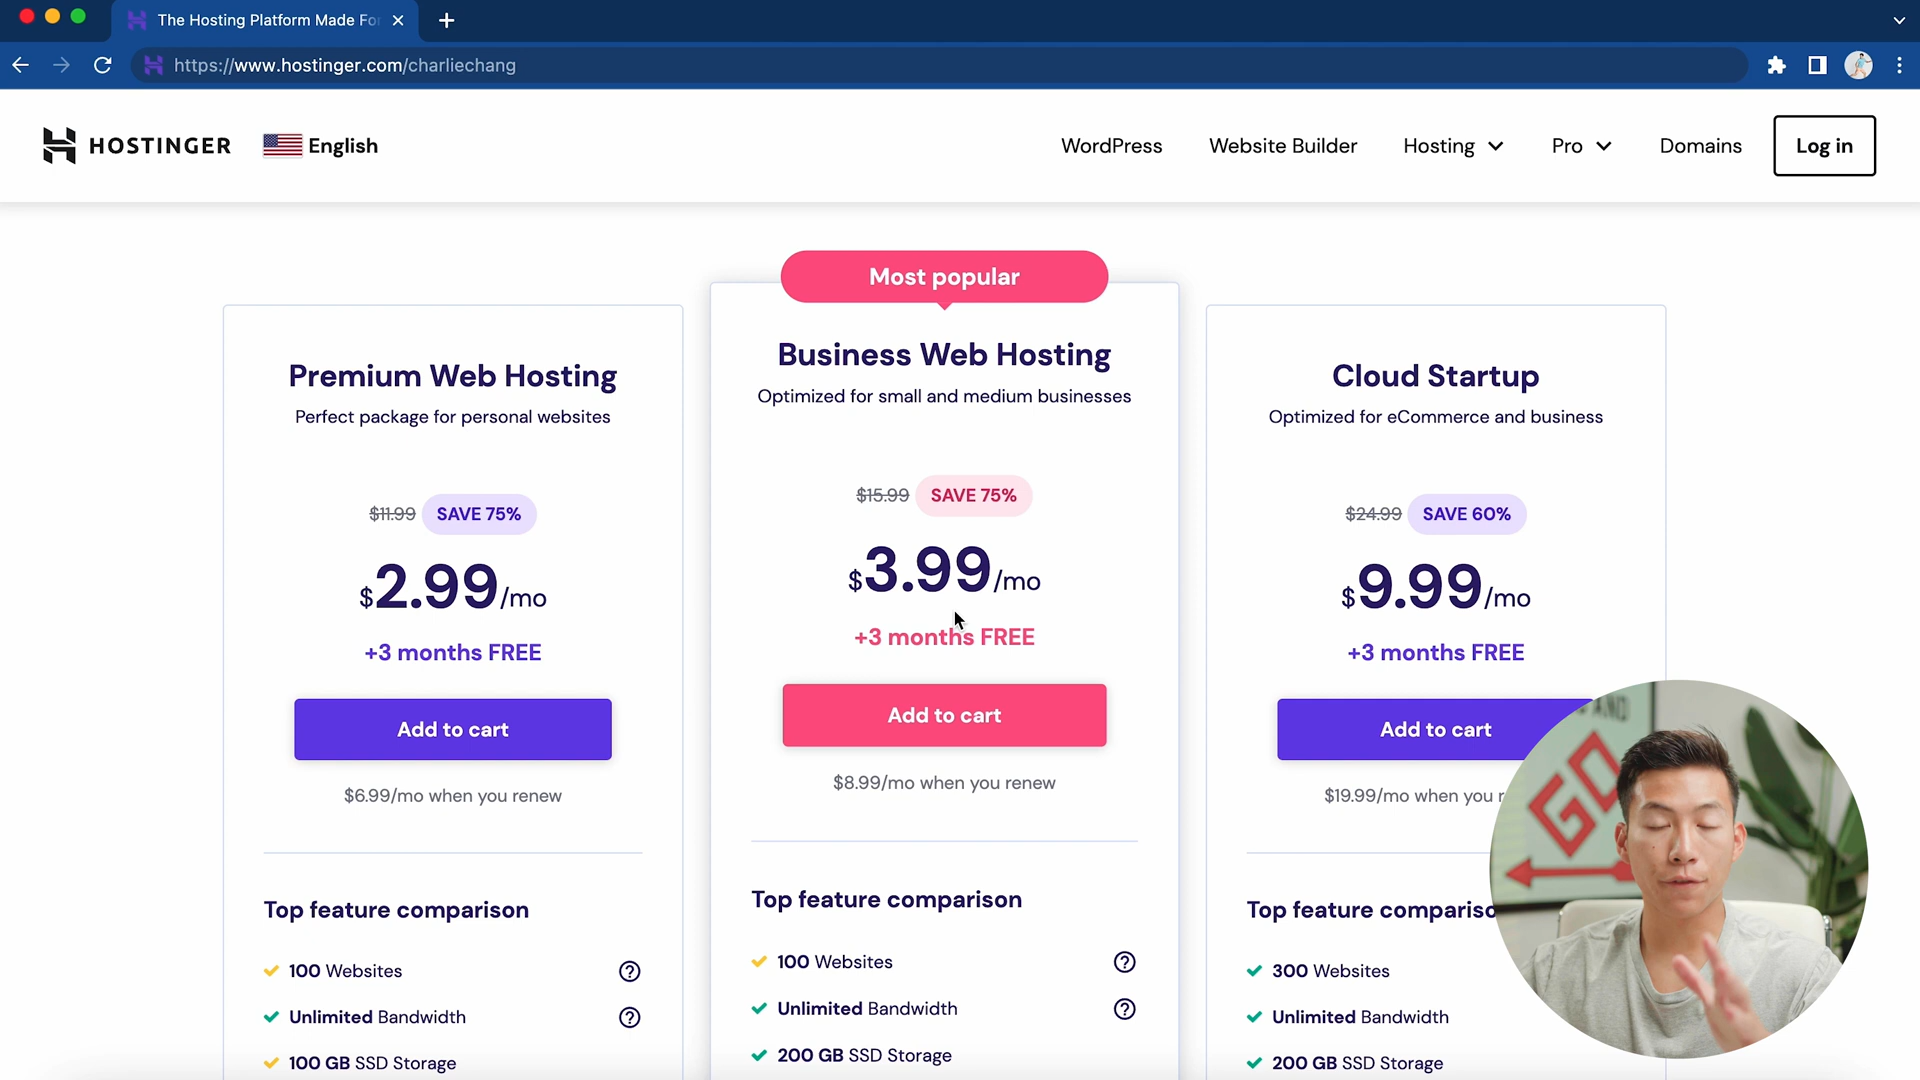 The Hosting Platform Made Fo
https://www.hostinger.com/charliechang
HOSTINGER
English
WordPress
Website Builder
Hosting
Pro
Domains
Log in
Most popular
Premium Web Hosting
Perfect package for personal websites
$11.99 SAVE 75%
$2.99/mo
+3 months FREE
Add to cart
$6.99/mo when you renew
Top feature comparison
100 Websites
Unlimited Bandwidth
100 GB SSD Storage
Business Web Hosting
Optimized for small and medium businesses
$15.99 SAVE 75%
$3.99/mo
+3 months FREE
Add to cart
$8.99/mo when you renew
Top feature comparison
100 Websites
Unlimited Bandwidth
200 GB SSD Storage
Cloud Startup
Optimized for eCommerce and business
$24.99 SAVE 60%
$9.99/mo
+3 months FREE
Add to cart
$19.99/mo when you r
Top feature compariso
300 Websites
Unlimited Bandwidth
200 GB SSD Storage
AND
GO